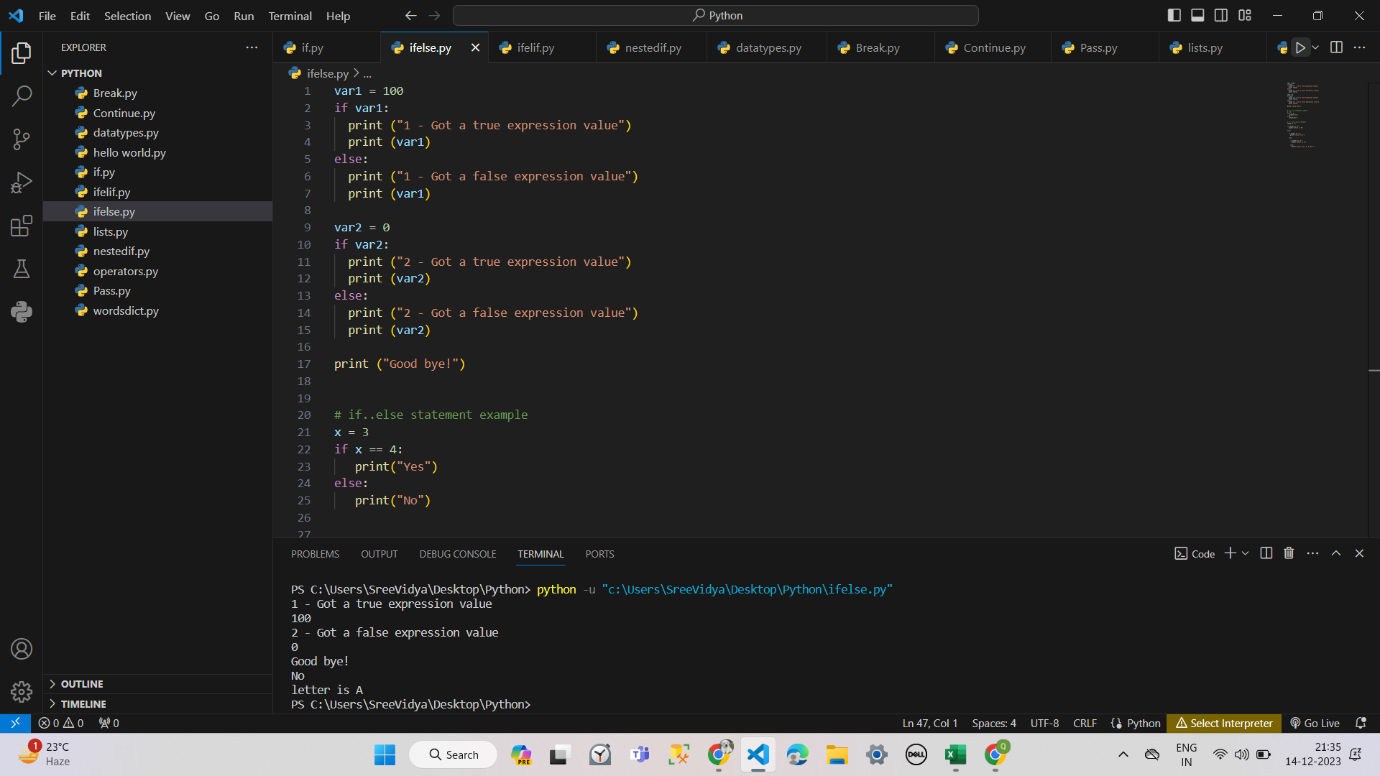 File Edit Selection View Go Run Terminal Help
Python
EXPLORER
PYTHON
Break.py
Continue.py
datatypes.py
hello world.py
if.py
ifelif.py
ifelse.py
lists.py
nestedif.py
operators.py
Pass.py
wordsdict.py
OUTLINE
TIMELINE
if.py ifelse.py ifelif.py nestedif.py datatypes.py Break.py Continue.py Pass.py lists.py
ifelse.py > ...
1 var1 = 100
2 if var1:
3 print ("1 - Got a true expression value")
4 print (var1)
5 else:
6 print ("1 - Got a false expression value")
7 print (var1)
8
9 var2 = 0
10 if var2:
11 print ("2 - Got a true expression value")
12 print (var2)
13 else:
14 print ("2 - Got a false expression value")
15 print (var2)
16
17 print ("Good bye!")
18
19
20 # if..else statement example
21 x = 3
22 if x == 4:
23 print("Yes")
24 else:
25 print("No")
26
27
PROBLEMS OUTPUT DEBUG CONSOLE TERMINAL PORTS
Code
PS C:\Users\SreeVidya\Desktop\Python> python -u "c:\Users\SreeVidya\Desktop\Python\ifelse.py"
1 - Got a true expression value
100
2 - Got a false expression value
0
Good bye!
No
letter is A
PS C:\Users\SreeVidya\Desktop\Python>
0 0 0 Ln 47, Col 1 Spaces: 4 UTF-8 CRLF Python Select Interpreter Go Live
1
23°C
Haze
Search
PRE
DELL
Q
ENG
IN
21:35
14-12-2023